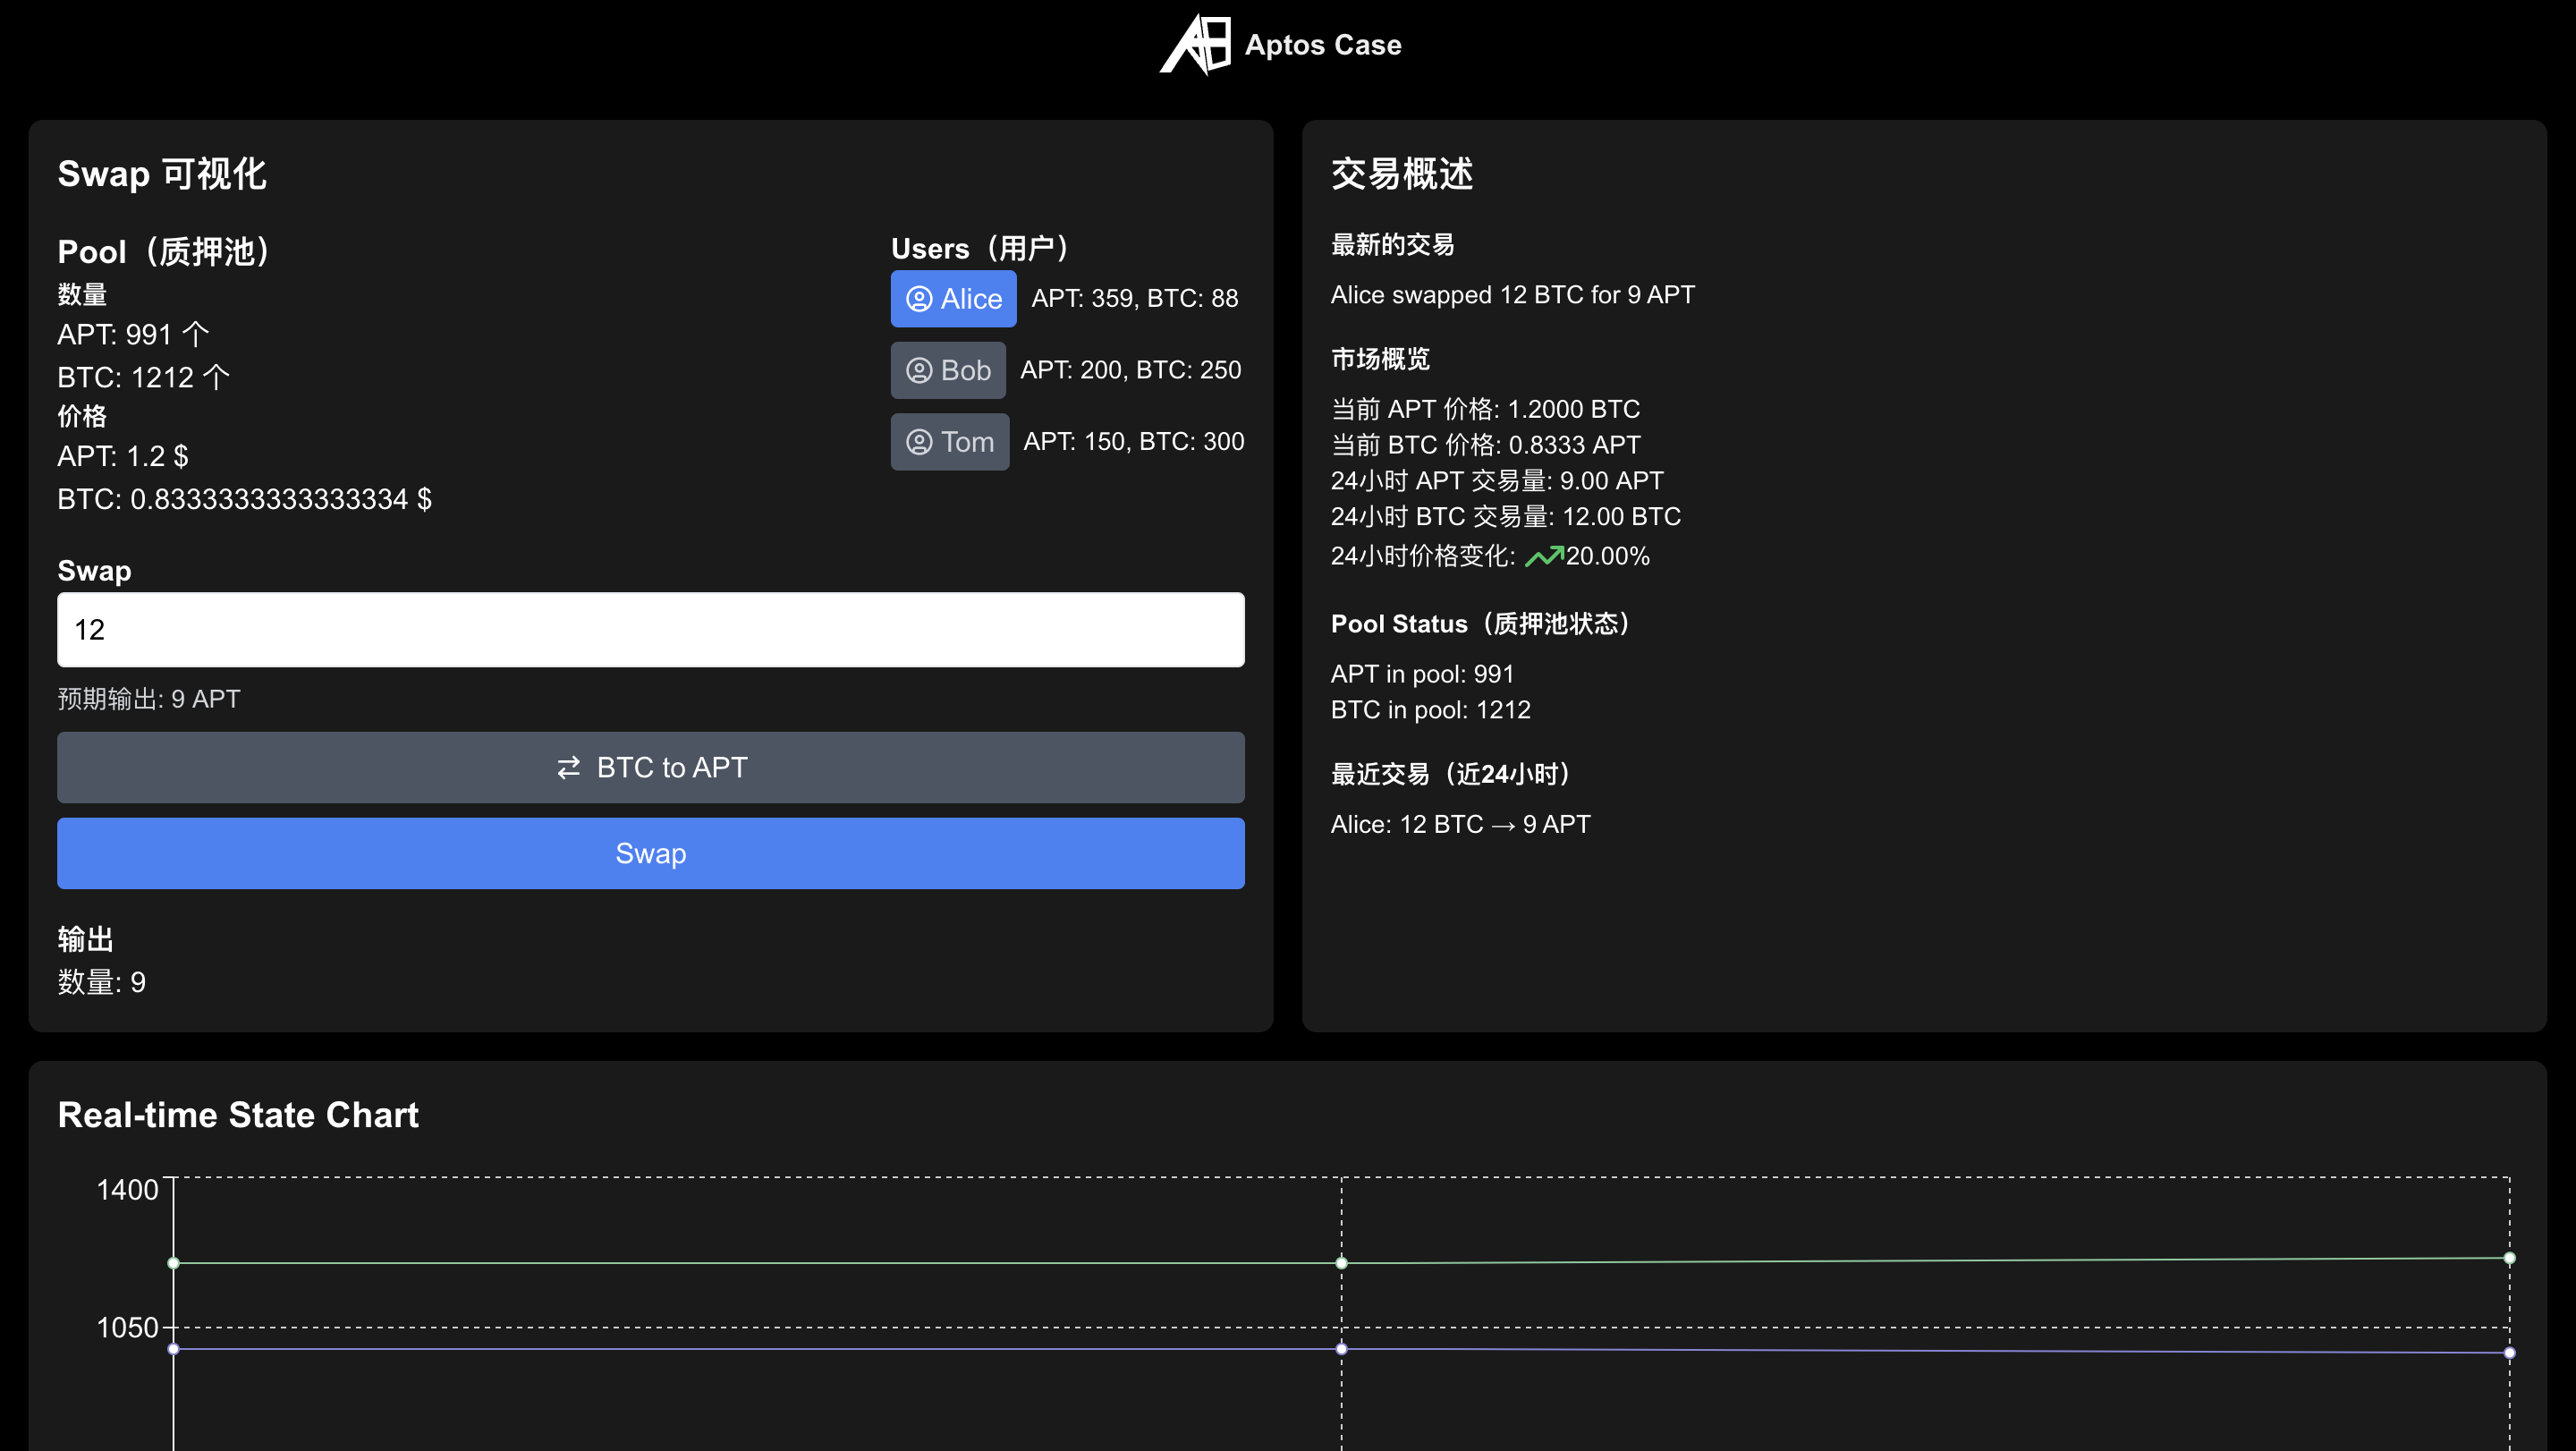 Aptos Case
Swap 可视化
Pool（质押池）
数量
APT: 991 个
BTC: 1212 个
价格
APT: 1.2 $
BTC: 0.8333333333333334 $
Users（用户）
Alice APT: 359, BTC: 88
Bob APT: 200, BTC: 250
Tom APT: 150, BTC: 300
Swap
12
预期输出: 9 APT
BTC to APT
Swap
输出
数量: 9
交易概述
最新的交易
Alice swapped 12 BTC for 9 APT
市场概览
当前 APT 价格: 1.2000 BTC
当前 BTC 价格: 0.8333 APT
24小时 APT 交易量: 9.00 APT
24小时 BTC 交易量: 12.00 BTC
24小时价格变化: 20.00%
Pool Status（质押池状态）
APT in pool: 991
BTC in pool: 1212
最近交易（近24小时）
Alice: 12 BTC → 9 APT
Real-time State Chart
1400
1050